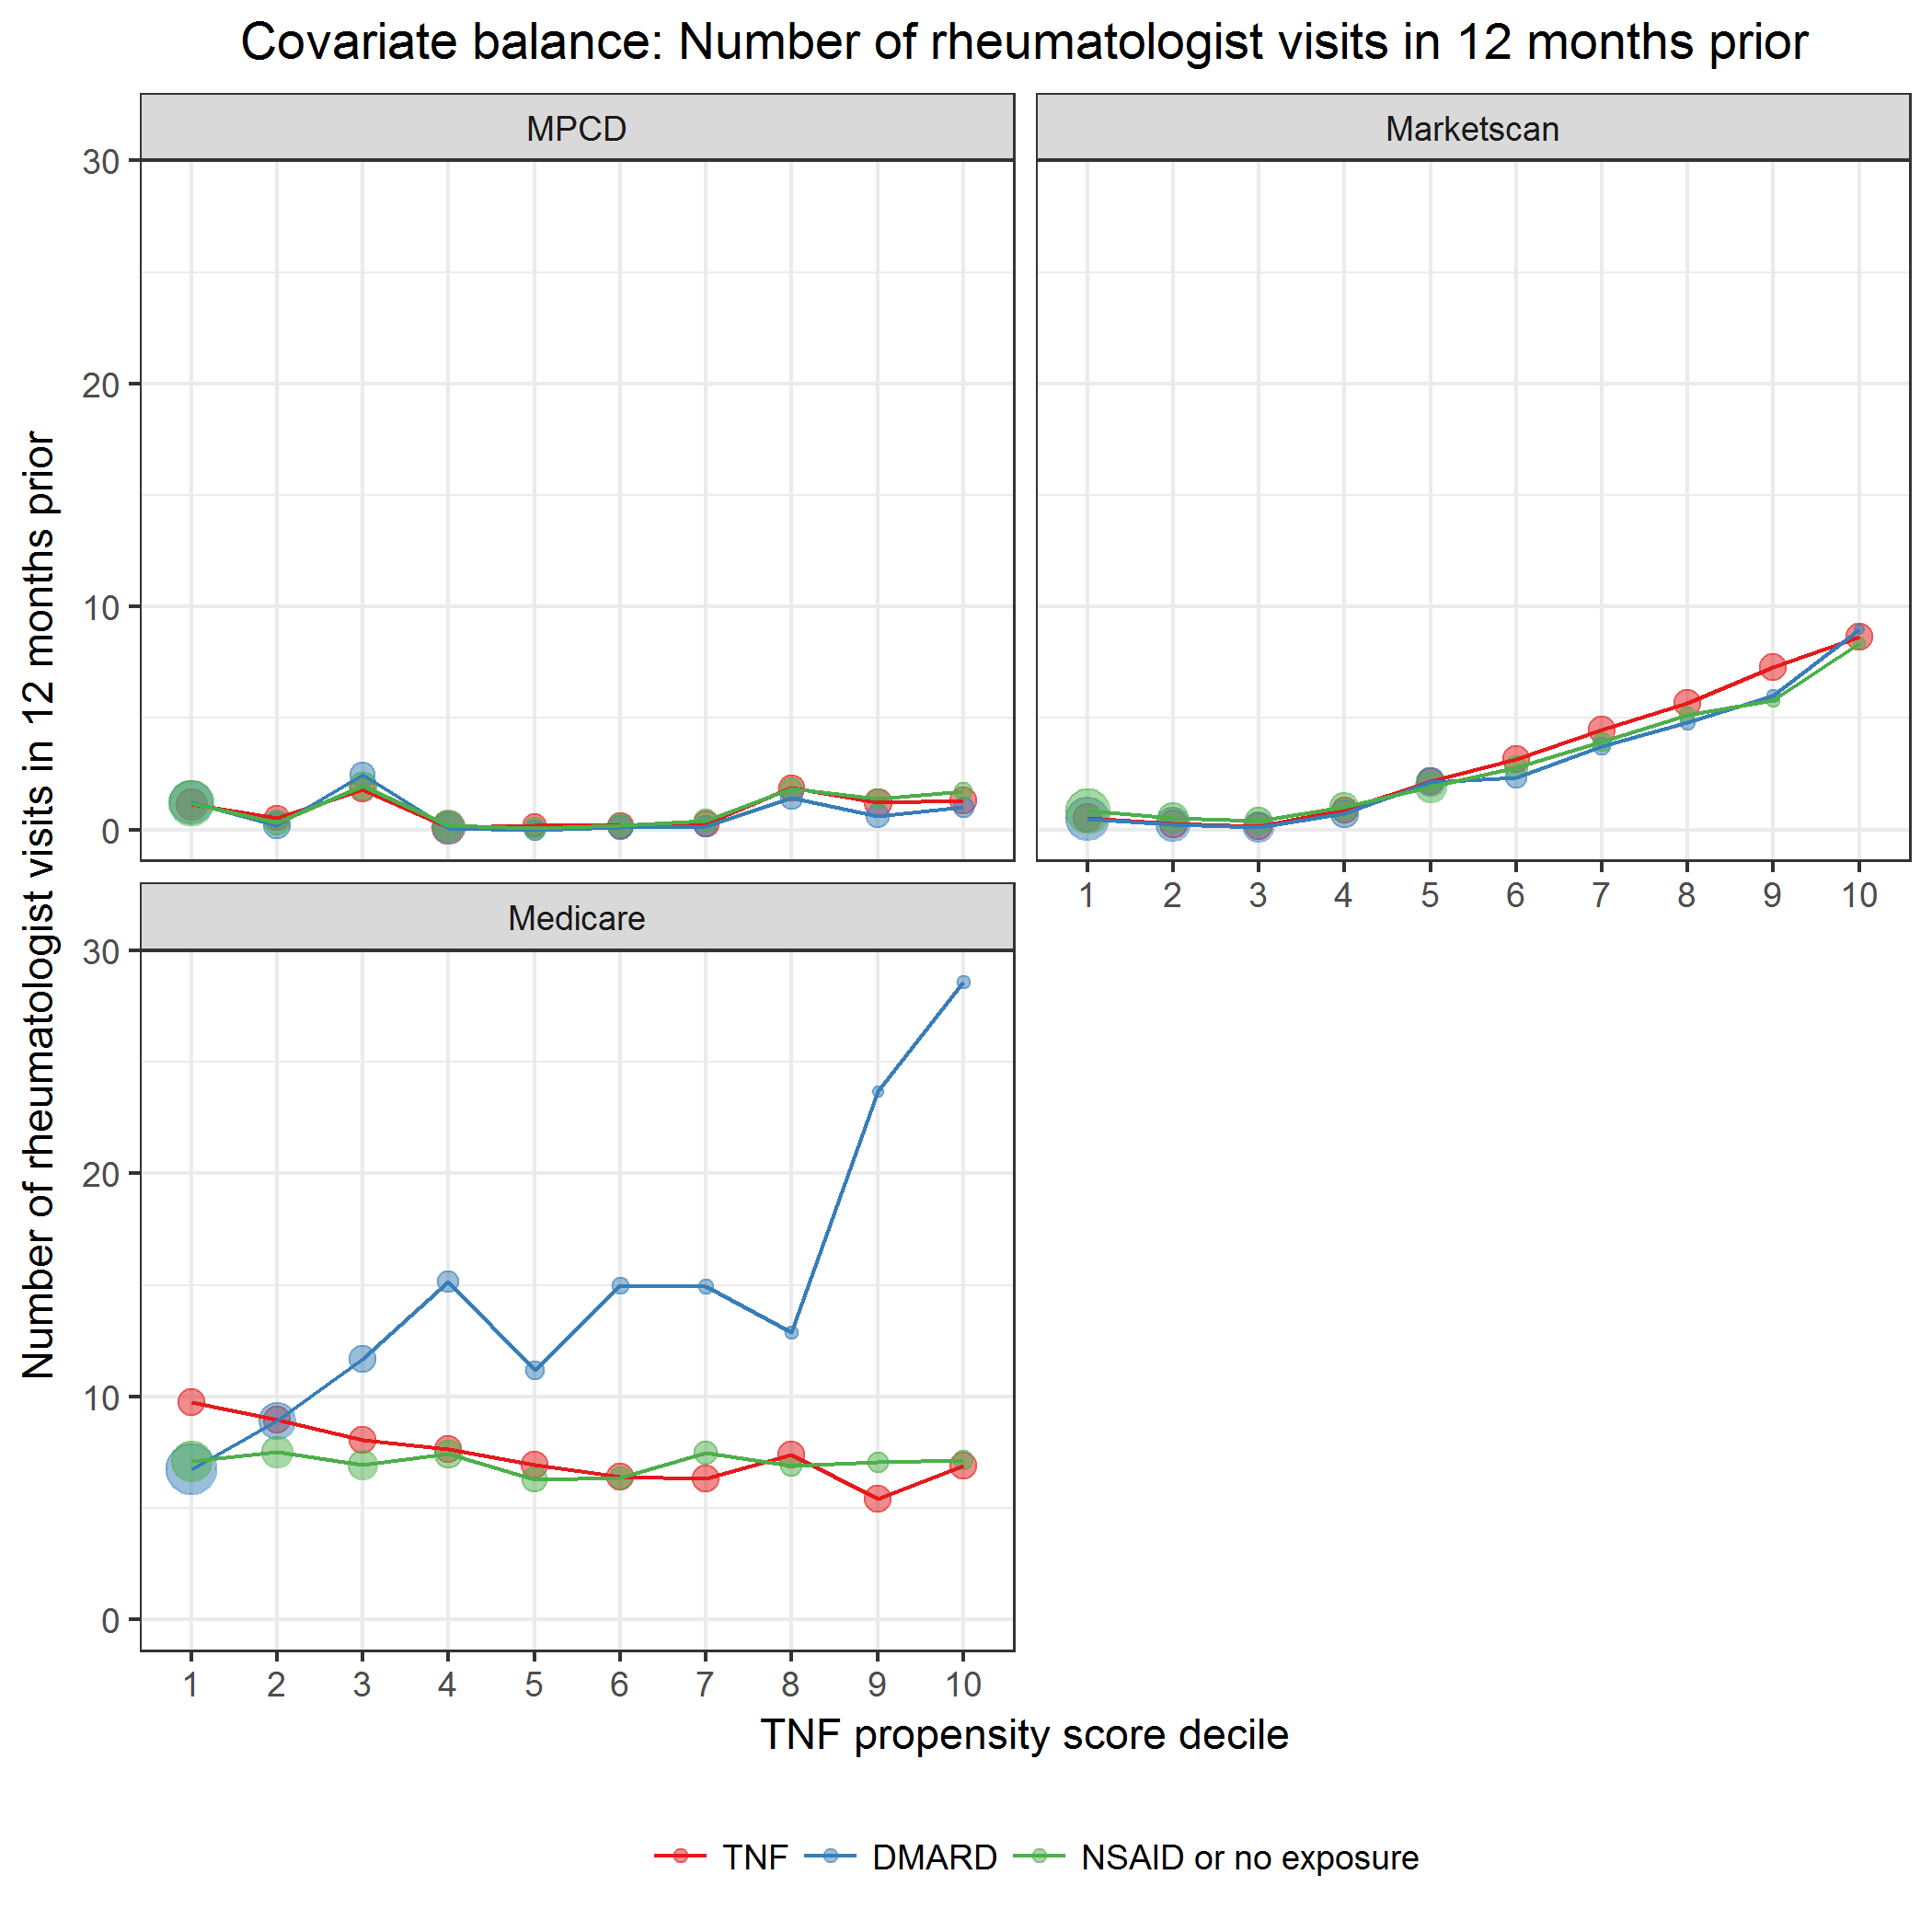 Covariate balance: Number of rheumatologist visits in 12 months prior
MPCD
Marketscan
30
20
10
0
1 2 3 4 5 6 7 8 9 10
Medicare
30
20
10
0
1 2 3 4 5 6 7 8 9 10
Number of rheumatologist visits in 12 months prior
TNF propensity score decile
TNF DMARD NSAID or no exposure